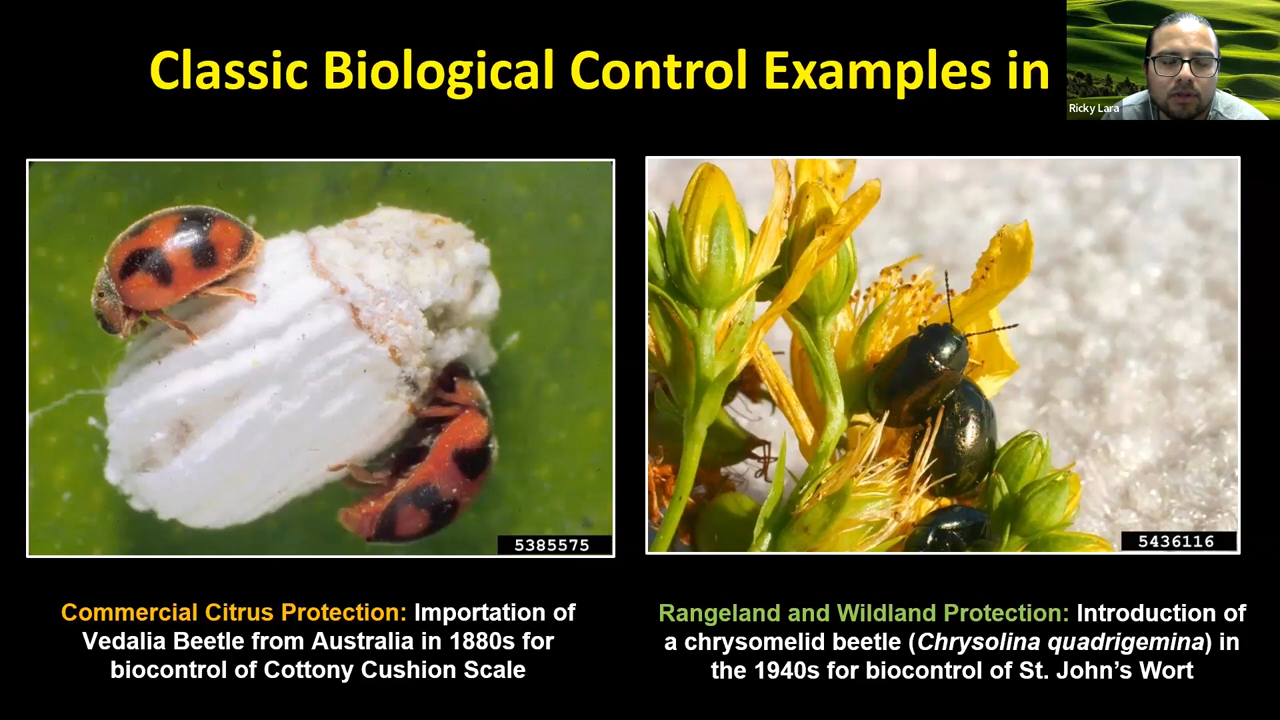 Classic Biological Control Examples in
Ricky Lara
5385575
5436116
Commercial Citrus Protection: Importation of
Vedalia Beetle from Australia in 1880s for
biocontrol of Cottony Cushion Scale
Rangeland and Wildland Protection: Introduction of
a chrysomelid beetle (Chrysolina quadrigemina) in
the 1940s for biocontrol of St. John’s Wort